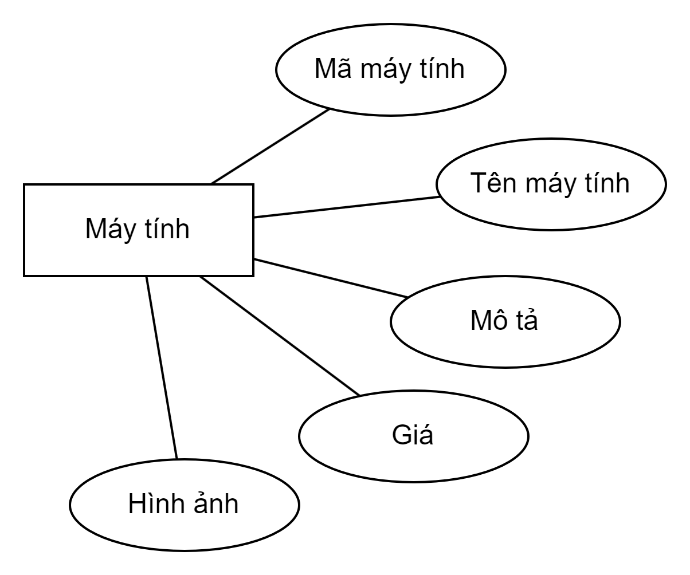 Mã máy tính
Tên máy tính
Máy tính
Mô tả
Giá
Hình ảnh